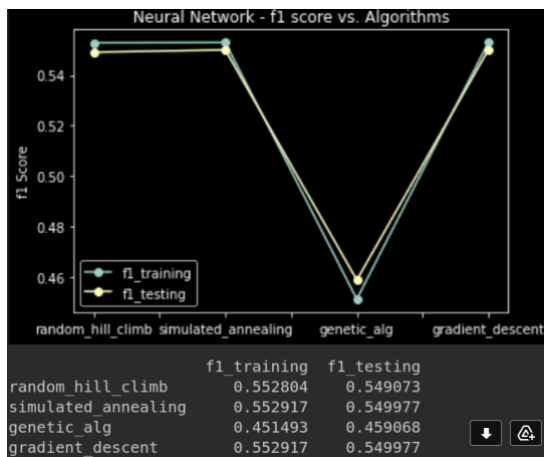 Neural Network - f1 score vs. Algorithms
0.54
0.52
0.50
0.48
0.46
f1 Score
f1_training
f1_testing
random_hill_climb simulated_annealing genetic_alg gradient_descent
f1_training f1_testing
random_hill_climb 0.552804 0.549073
simulated_annealing 0.552917 0.549977
genetic_alg 0.451493 0.459068
gradient_descent 0.552917 0.549977